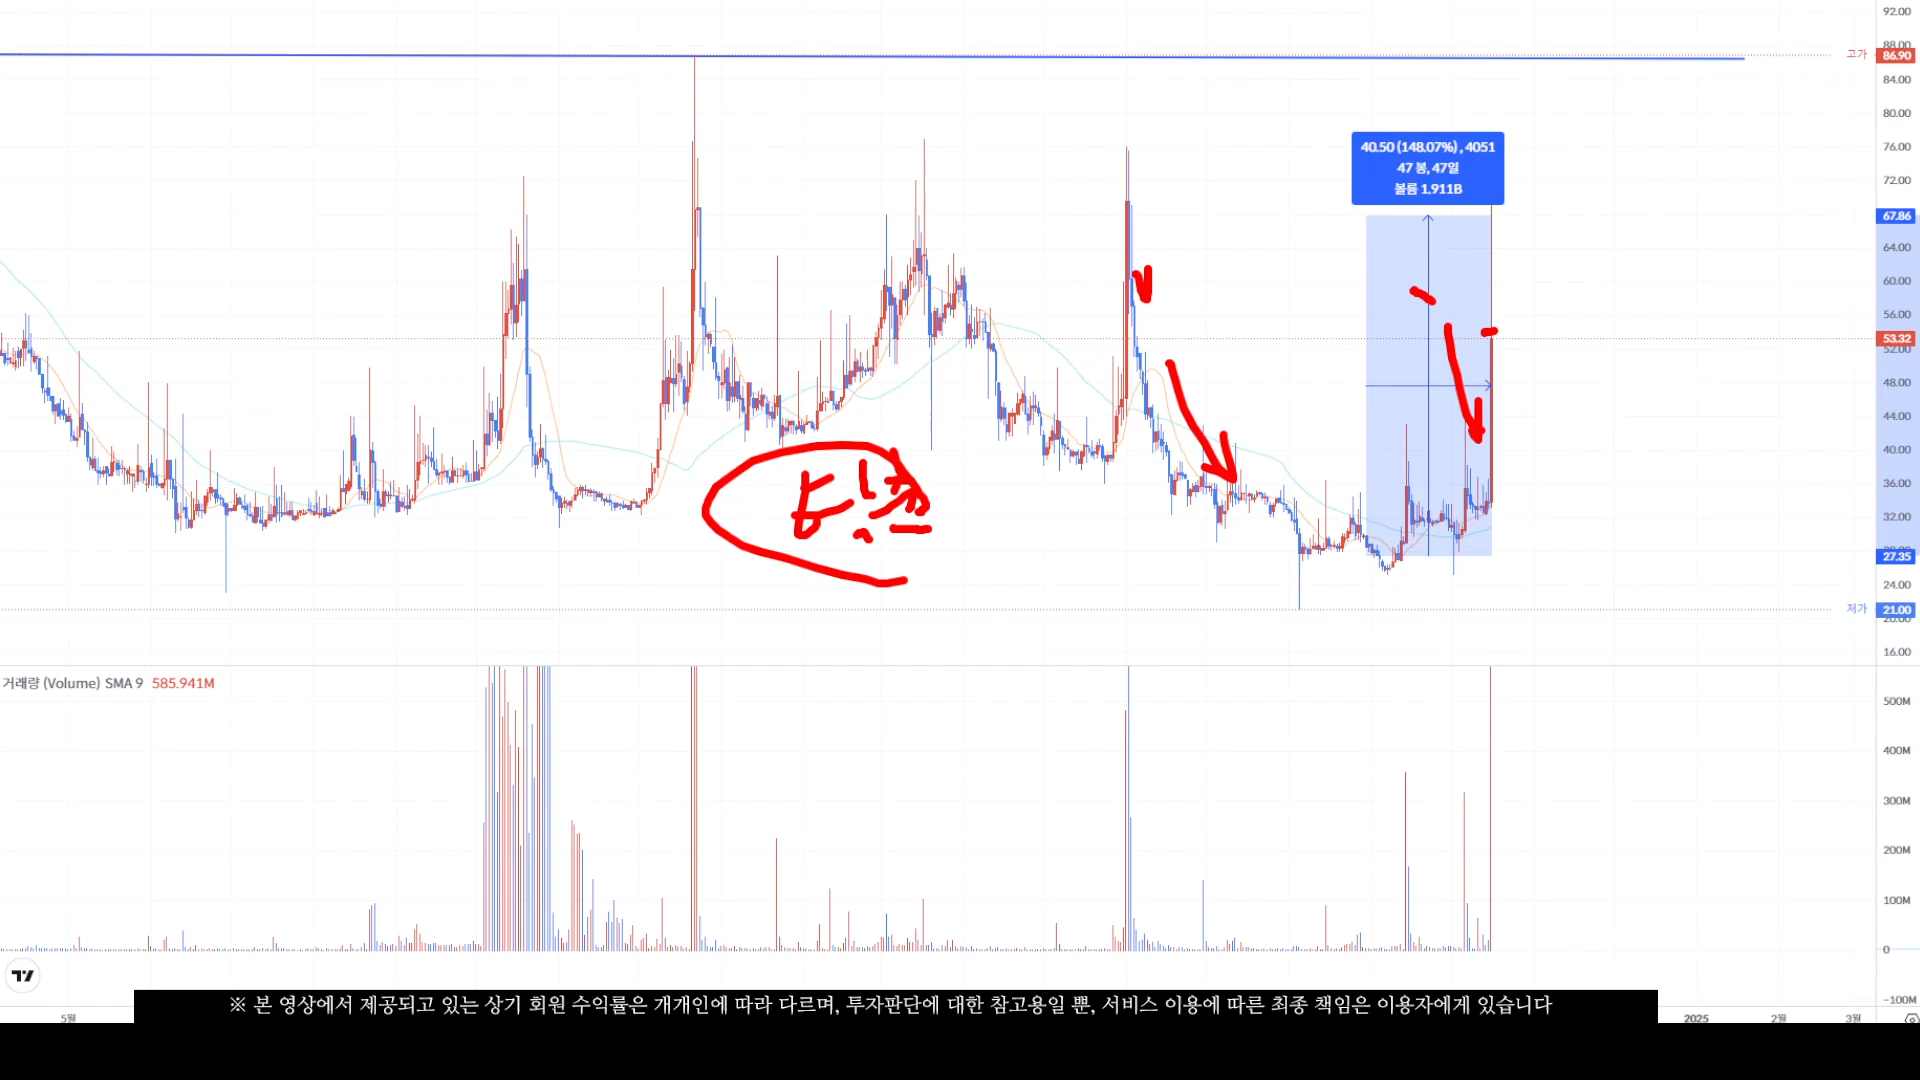 92.00
88.00
고가 86.90
84.00
80.00
76.00
72.00
67.86
64.00
60.00
56.00
53.32
52.00
48.00
44.00
40.00
36.00
32.00
27.35
24.00
저가 21.00
20.00
16.00
40.50 (148.07%) , 4051
47 봉, 47일
볼륨 1.911B
거래량 (Volume) SMA 9 585.941M
500M
400M
300M
200M
100M
0
-100M
5월
2025
2월
3월
※ 본 영상에서 제공되고 있는 상기 회원 수익률은 개개인에 따라 다르며, 투자판단에 대한 참고용일 뿐, 서비스 이용에 따른 최종 책임은 이용자에게 있습니다